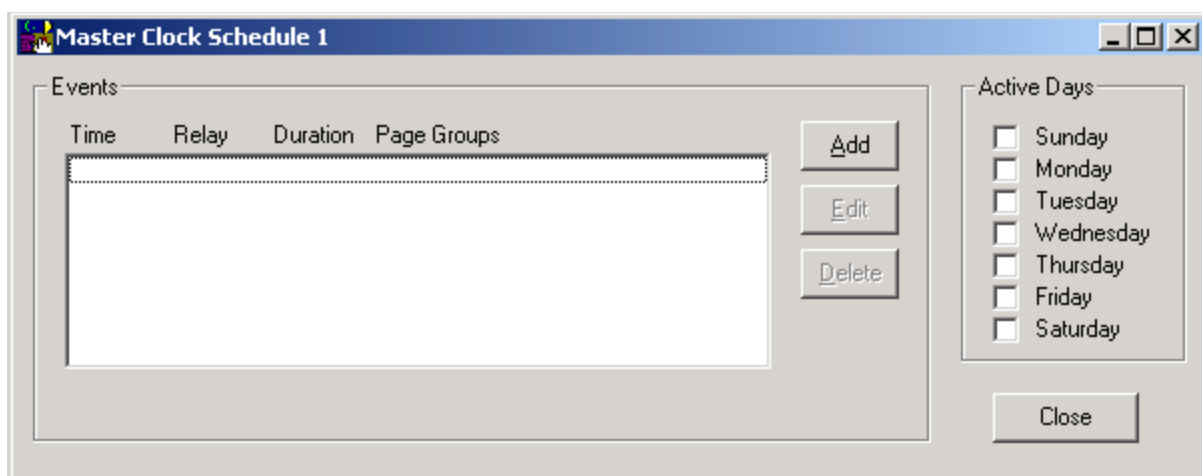 Master Clock Schedule 1
Events
Time Relay Duration Page Groups
Add
Edit
Delete
Active Days
Sunday
Monday
Tuesday
Wednesday
Thursday
Friday
Saturday
Close